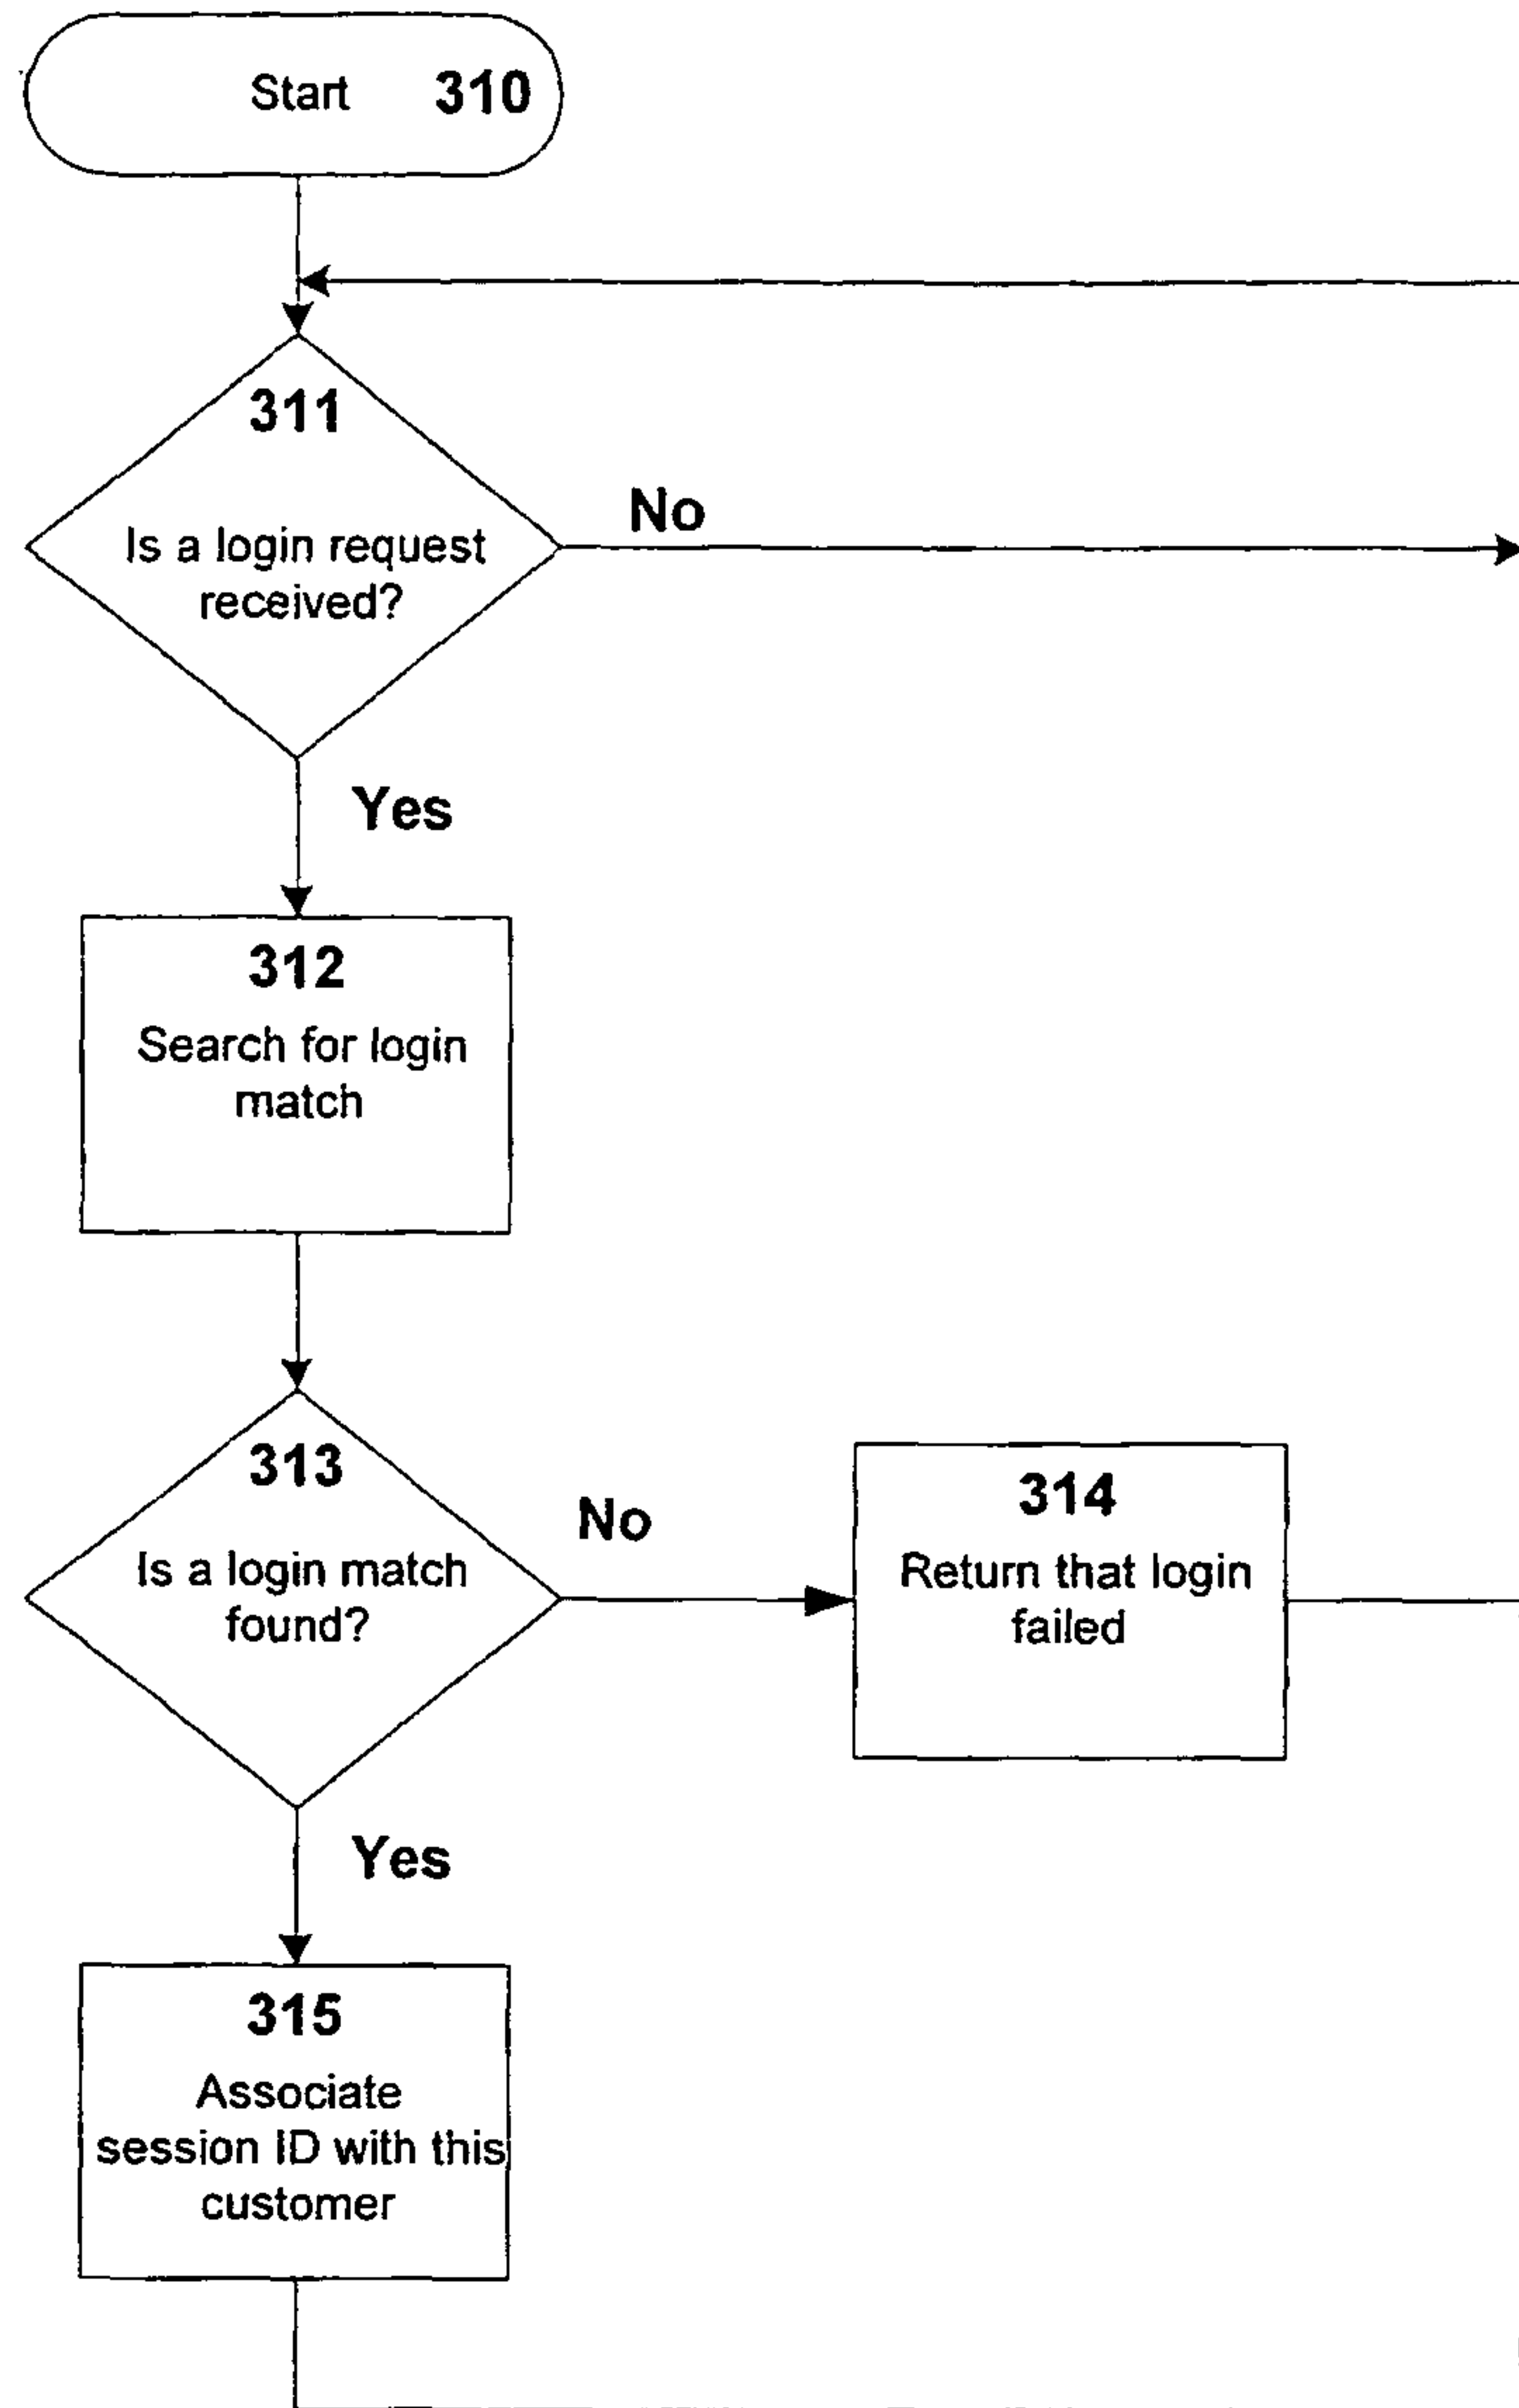 Start 310
311
Is a login request
received?
No
Yes
312
Search for login
match
313
Is a login match
found?
No
314
Return that login
failed
Yes
315
Associate
session ID with this
customer